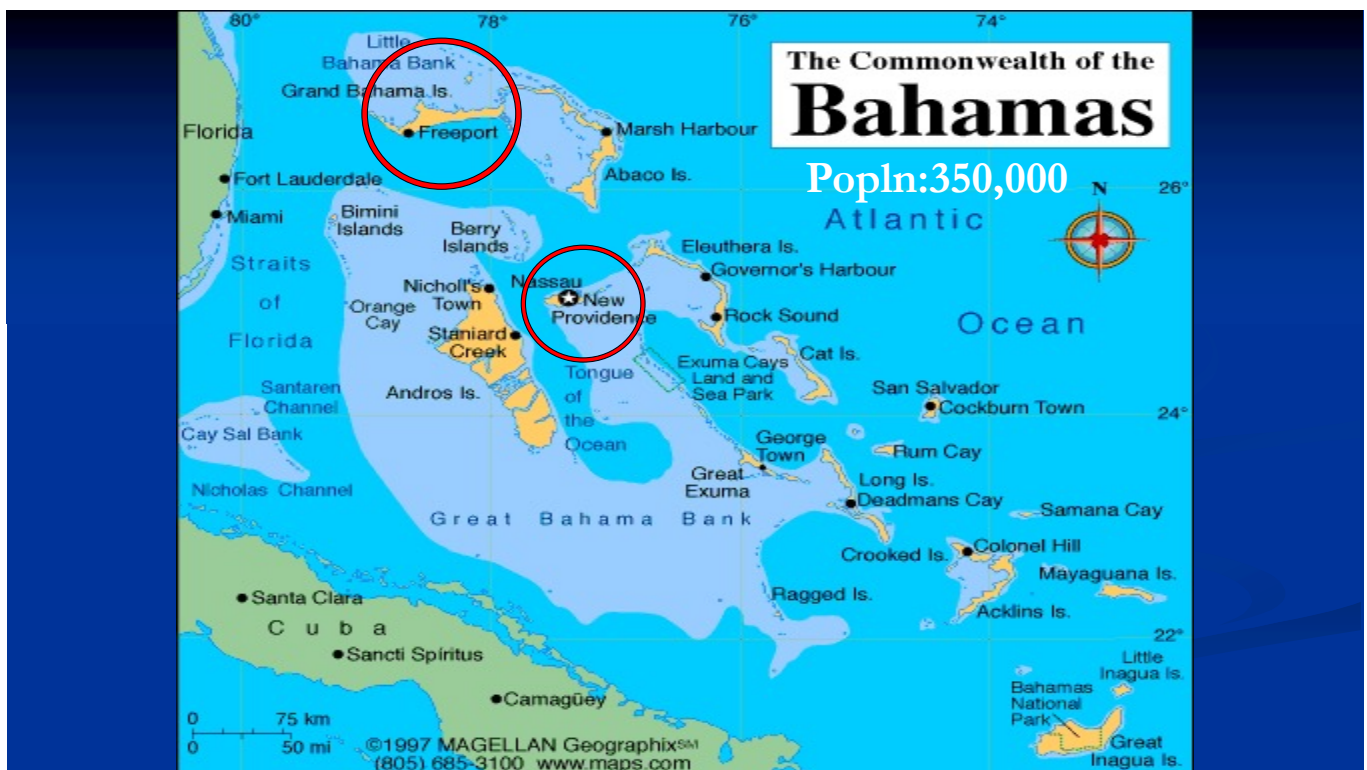 80°
78°
76°
74°
The Commonwealth of the
Bahamas
Popln:350,000
Little
Bahama Bank
Grand Bahama Is.
Florida
Freeport
Marsh Harbour
Abaco Is.
Fort Lauderdale
Miami
N
26°
Atlantic
Ocean
Bimini
Islands
Berry
Islands
Eleuthera Is.
Governor's Harbour
Straits
of
Florida
Nicholl's
Town
Nassau
New
Providence
Orange
Cay
Rock Sound
Staniard
Creek
Cat Is.
Exuma Cays
Land and
Sea Park
Tongue
of
the
Ocean
San Salvador
Cockburn Town
Santaren
Channel
Andros Is.
24°
Cay Sal Bank
George
Town
Rum Cay
Great
Exuma
Long Is.
Deadmans Cay
Nicholas Channel
Great Bahama Bank
Samana Cay
Crooked Is.
Colonel Hill
Mayaguana Is.
Ragged Is.
Acklins Is.
Santa Clara
Cuba
22°
Sancti Spíritus
Little
Inagua Is.
Camagüey
Bahamas
National
Park
Great
Inagua Is.
0 75 km
0 50 mi
©1997 MAGELLAN Geographix℠
(805) 685-3100 www.maps.com